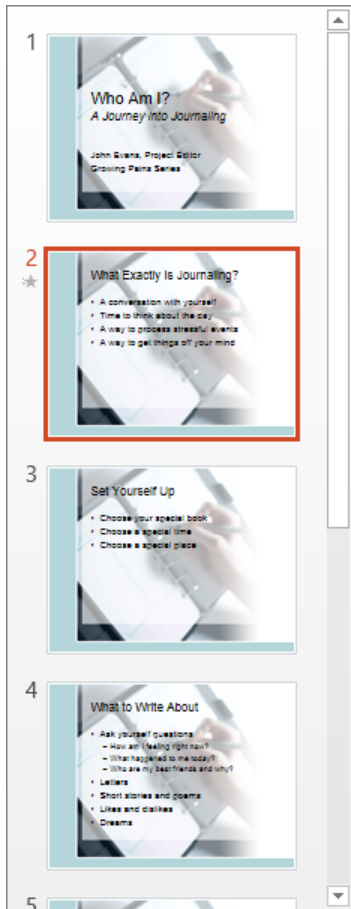 1
Who Am I?
A Journey into Journaling
John Evans, Project Editor
Growing Pains Series
2
What Exactly Is Journaling?
• A conversation with yourself
• Time to think about the day
• A way to process stressful events
• A way to get things off your mind
3
Set Yourself Up
• Choose your special book
• Choose a special time
• Choose a special place
4
What to Write About
• Ask yourself questions
– How am I feeling right now?
– What happened to me today?
– Who are my best friends and why?
• Letters
• Short stories and poems
• Likes and dislikes
• Dreams
5